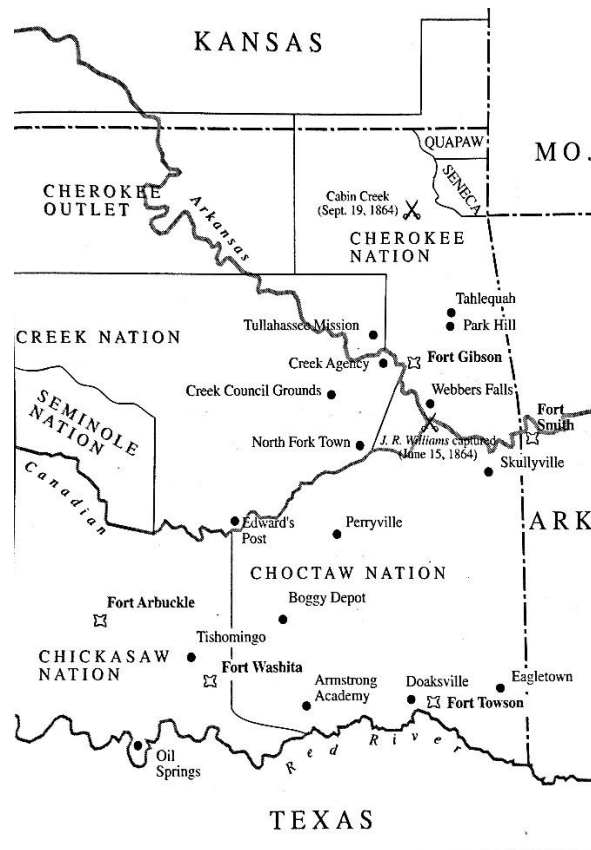 KANSAS
QUAPAW
SENECA
MO.
CHEROKEE
OUTLET
Arkansas
Cabin Creek
(Sept. 19, 1864)
CHEROKEE
NATION
Tahlequah
Park Hill
Tullahassee Mission
CREEK NATION
Creek Agency
Fort Gibson
Creek Council Grounds
Webbers Falls
SEMINOLE
NATION
Fort
Smith
North Fork Town
J. R. Williams captured
(June 15, 1864)
Skullyville
Canadian
Edward's
Post
Perryville
ARK
CHOCTAW NATION
Fort Arbuckle
Boggy Depot
Tishomingo
CHICKASAW
NATION
Fort Washita
Armstrong
Academy
Doaksville
Eagletown
Fort Towson
Oil
Springs
Red River
TEXAS